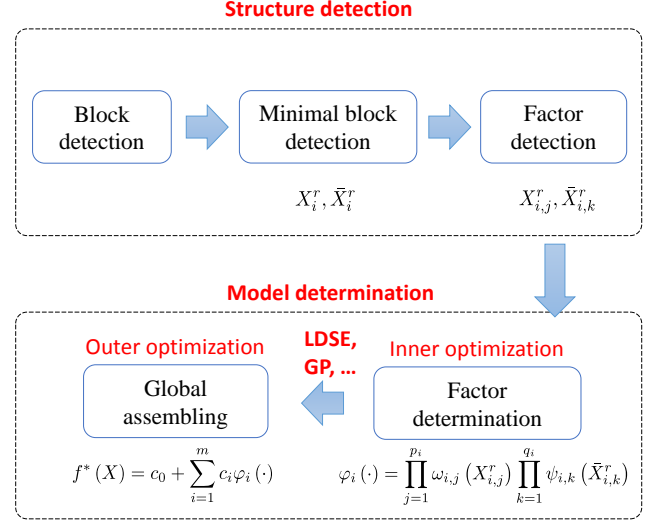 Structure detection
Block
detection
Minimal block
detection
Factor
detection
$X_i^r, \bar{X}_i^r$
$X_{i,j}^r, \bar{X}_{i,k}^r$
Model determination
Outer optimization
LDSE,
GP, ...
Inner optimization
Global
assembling
Factor
determination
$f^*(X) = c_0 + \sum_{i=1}^{m} c_i \varphi_i(\cdot)$
$\varphi_i(\cdot) = \prod_{j=1}^{p_i} \omega_{i,j}(X_{i,j}^r) \prod_{k=1}^{q_i} \psi_{i,k}(\bar{X}_{i,k}^r)$